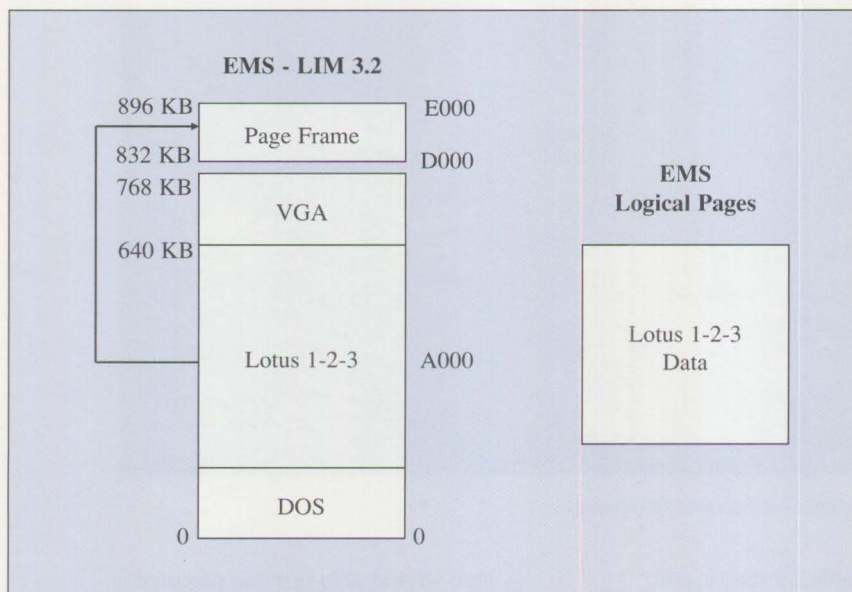 EMS - LIM 3.2
896 KB
E000
Page Frame
832 KB
D000
768 KB
VGA
640 KB
Lotus 1-2-3
A000
DOS
0
0
EMS
Logical Pages
Lotus 1-2-3
Data